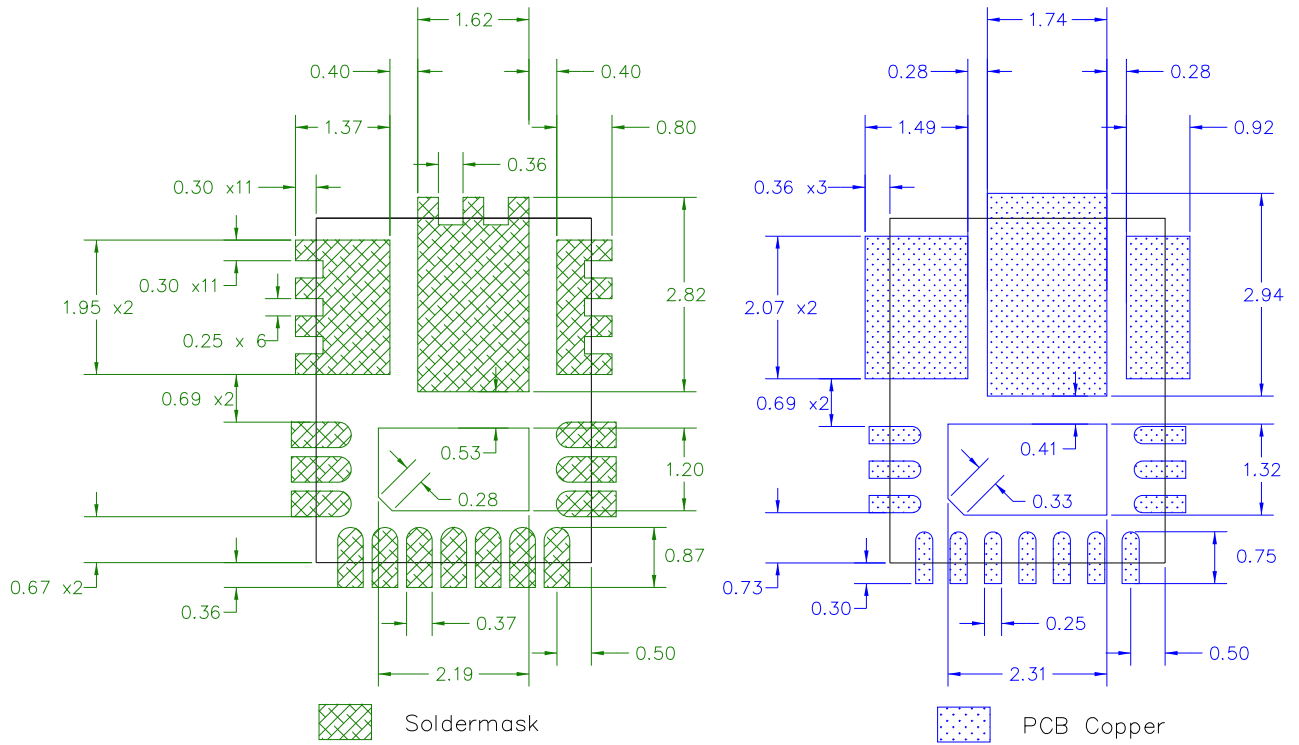 1.62
1.74
0.40
0.40
0.28
0.28
1.37
0.80
1.49
0.92
0.36
0.30 x11
0.36 x3
0.30 x11
1.95 x2
2.82
2.07 x2
2.94
0.25 x 6
0.69 x2
0.69 x2
0.53
1.20
0.41
1.32
0.28
0.33
0.87
0.75
0.67 x2
0.36
0.73
0.30
0.37
0.25
0.50
0.50
2.19
2.31
Soldermask
PCB Copper